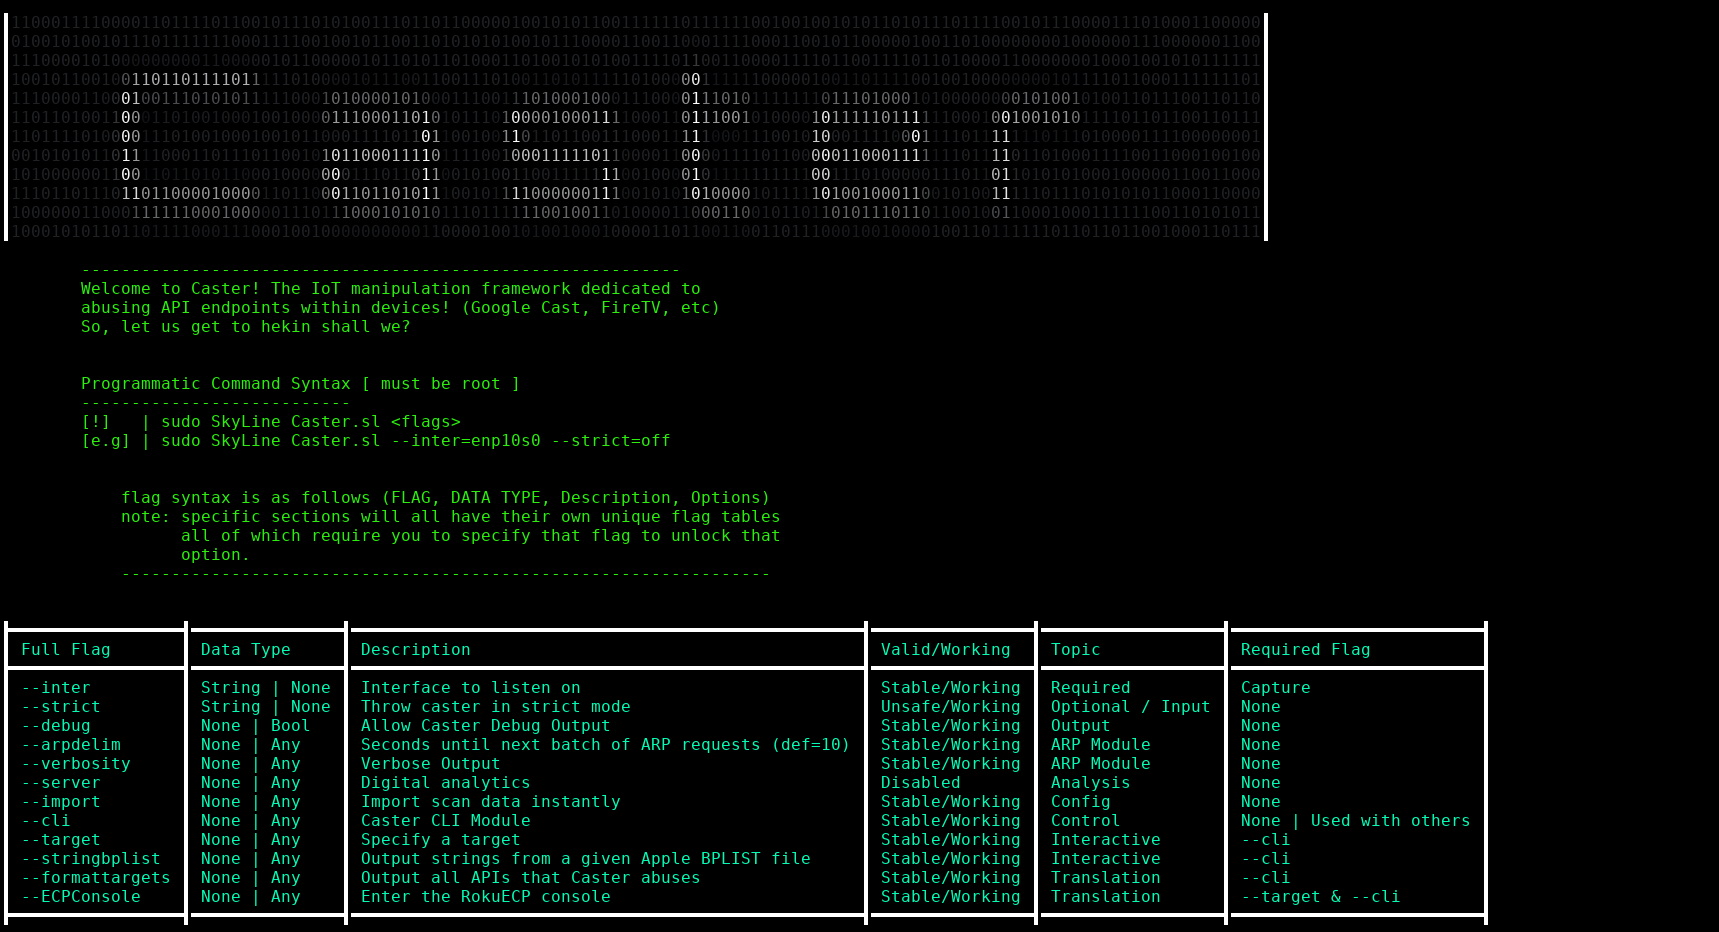 ---------------------------------------------------------
Welcome to Caster! The IoT manipulation framework dedicated to
abusing API endpoints within devices! (Google Cast, FireTV, etc)
So, let us get to hekin shall we?
Programmatic Command Syntax [ must be root ]
---------------------------
[!]   | sudo SkyLine Caster.sl <flags>
[e.g] | sudo SkyLine Caster.sl --inter=enp10s0 --strict=off
flag syntax is as follows (FLAG, DATA TYPE, Description, Options)
note: specific sections will all have their own unique flag tables
all of which require you to specify that flag to unlock that
option.
-----------------------------------------------------------------
Full Flag Data Type Description Valid/Working Topic Required Flag
--inter String | None Interface to listen on Stable/Working Required Capture
--strict String | None Throw caster in strict mode Unsafe/Working Optional / Input None
--debug None | Bool Allow Caster Debug Output Stable/Working Output None
--arpdelim None | Any Seconds until next batch of ARP requests (def=10) Stable/Working ARP Module None
--verbosity None | Any Verbose Output Stable/Working ARP Module None
--server None | Any Digital analytics Disabled Analysis None
--import None | Any Import scan data instantly Stable/Working Config None
--cli None | Any Caster CLI Module Stable/Working Control None | Used with others
--target None | Any Specify a target Stable/Working Interactive --cli
--stringbplist None | Any Output strings from a given Apple BPLIST file Stable/Working Interactive --cli
--formattargets None | Any Output all APIs that Caster abuses Stable/Working Translation --cli
--ECPConsole None | Any Enter the RokuECP console Stable/Working Translation --target & --cli